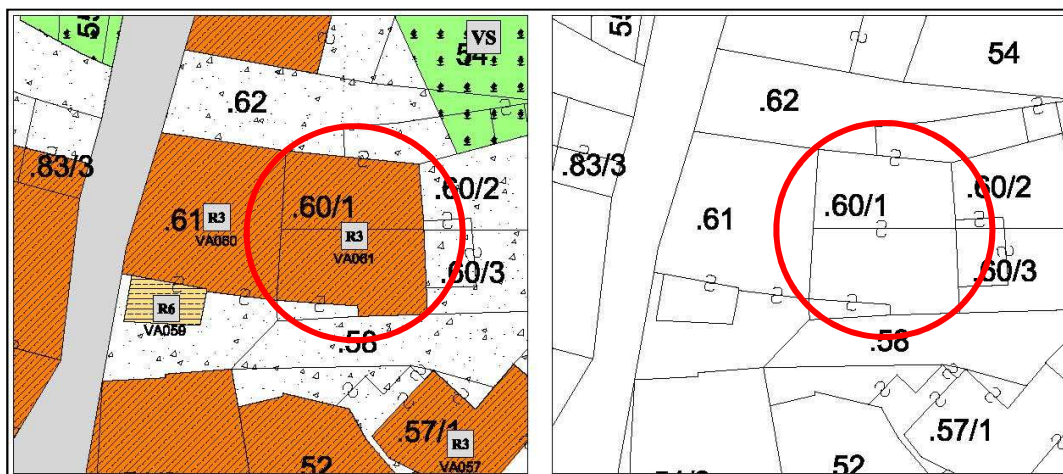 55
VS
54
.62
.83/3
.61
R3
VA060
.60/1
R3
VA061
.60/2
.60/3
R6
VA059
.58
.57/1
R3
VA057
52
54
.62
.83/3
.61
.60/1
.60/2
.60/3
.58
.57/1
52